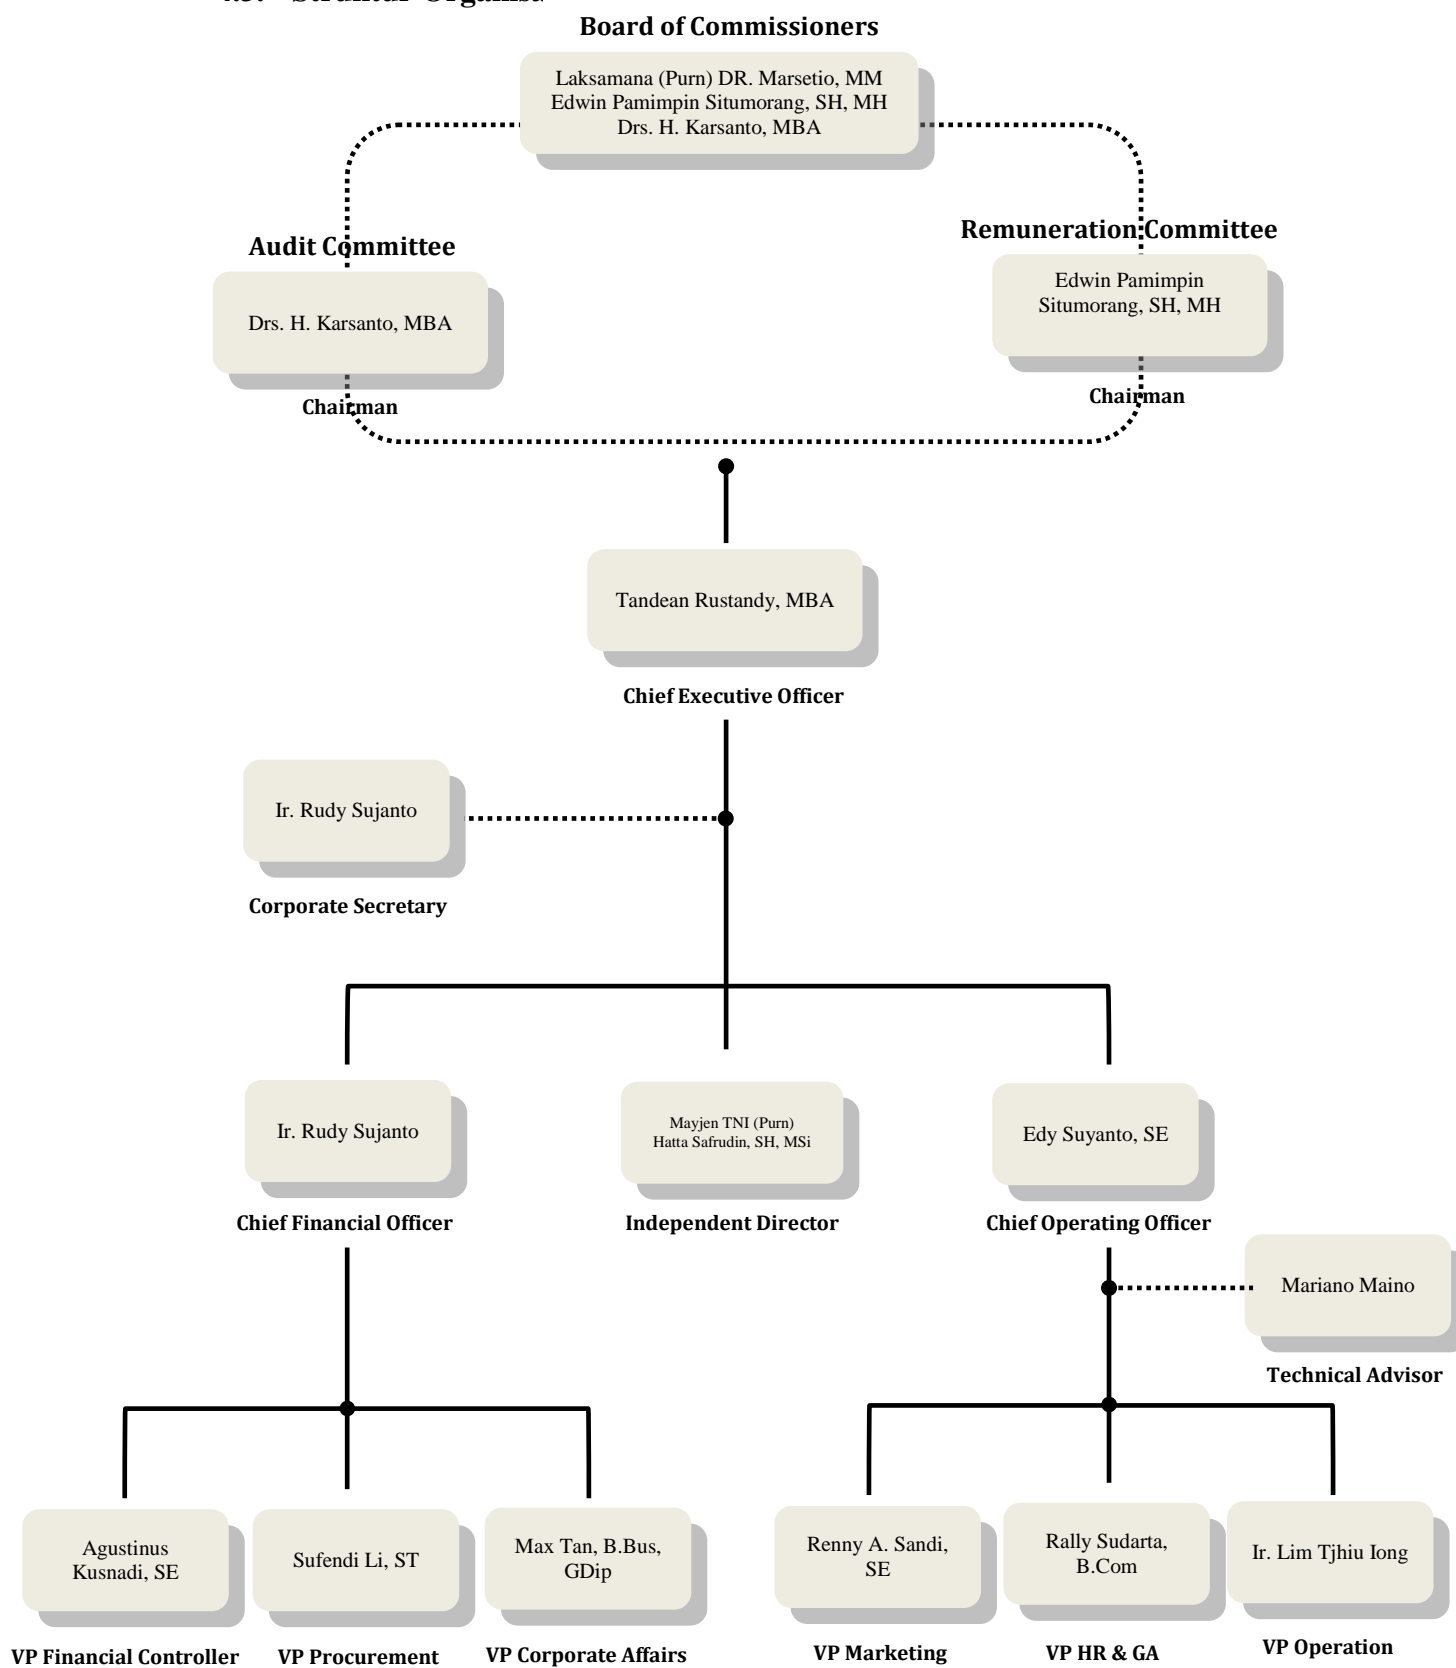 Struktur Organisa
Board of Commissioners
Laksamana (Purn) DR. Marsetio, MM
Edwin Pamimpin Situmorang, SH, MH
Drs. H. Karsanto, MBA
Audit Committee
Remuneration Committee
Drs. H. Karsanto, MBA
Edwin Pamimpin
Situmorang, SH, MH
Chairman
Chairman
Tandean Rustandy, MBA
Chief Executive Officer
Ir. Rudy Sujanto
Corporate Secretary
Ir. Rudy Sujanto
Chief Financial Officer
Mayjen TNI (Purn)
Hatta Safrudin, SH, MSi
Independent Director
Edy Suyanto, SE
Chief Operating Officer
Mariano Maino
Technical Advisor
Agustinus
Kusnadi, SE
VP Financial Controller
Sufendi Li, ST
VP Procurement
Max Tan, B.Bus,
GDip
VP Corporate Affairs
Renny A. Sandi,
SE
VP Marketing
Rally Sudarta,
B.Com
VP HR & GA
Ir. Lim Tjhiu Iong
VP Operation